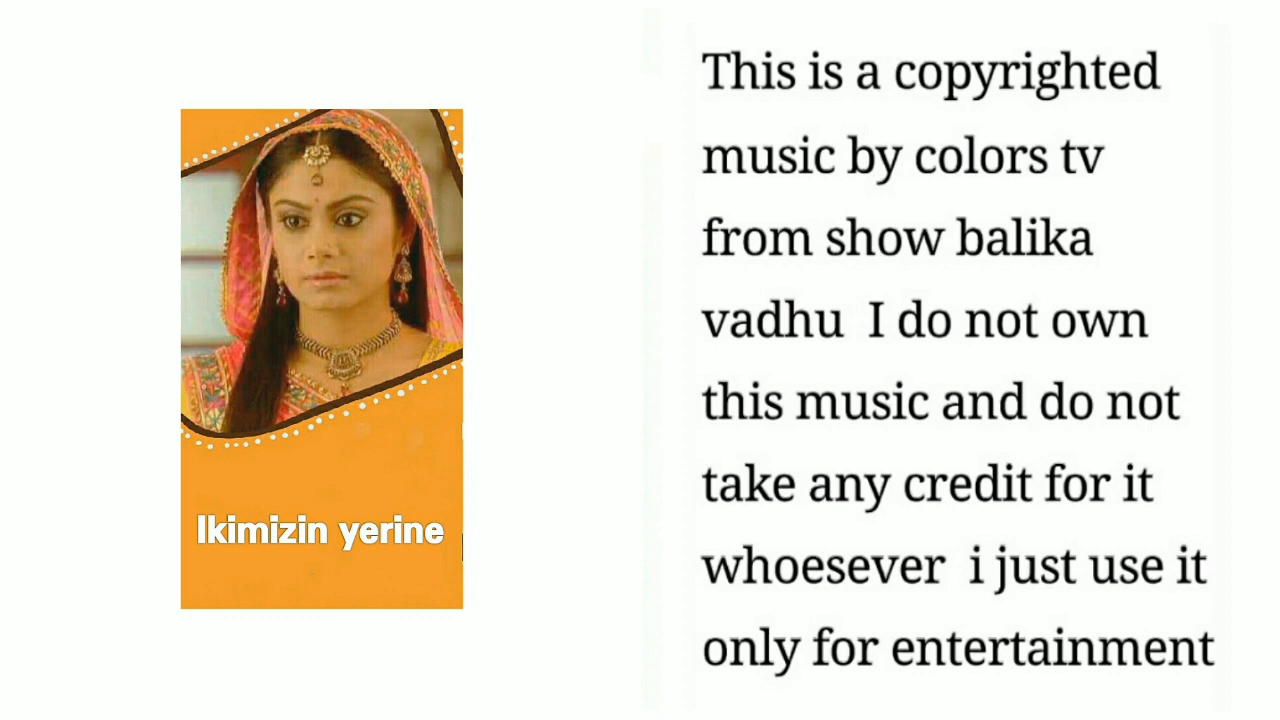 Ikimizin yerine
This is a copyrighted
music by colors tv
from show balika
vadhu I do not own
this music and do not
take any credit for it
whoesever i just use it
only for entertainment